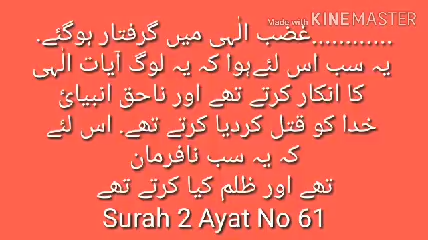 Made with KINEMASTER
............غضب الٰہی میں گرفتار ہوگئے.
یہ سب اس لئےہوا کہ یہ لوگ آیات الٰہی
کا انکار کرتے تھے اور ناحق انبیائ
خدا کو قتل کردیا کرتے تھے. اس لئے
کہ یہ سب نافرمان
تھے اور ظلم کیا کرتے تھے
Surah 2 Ayat No 61